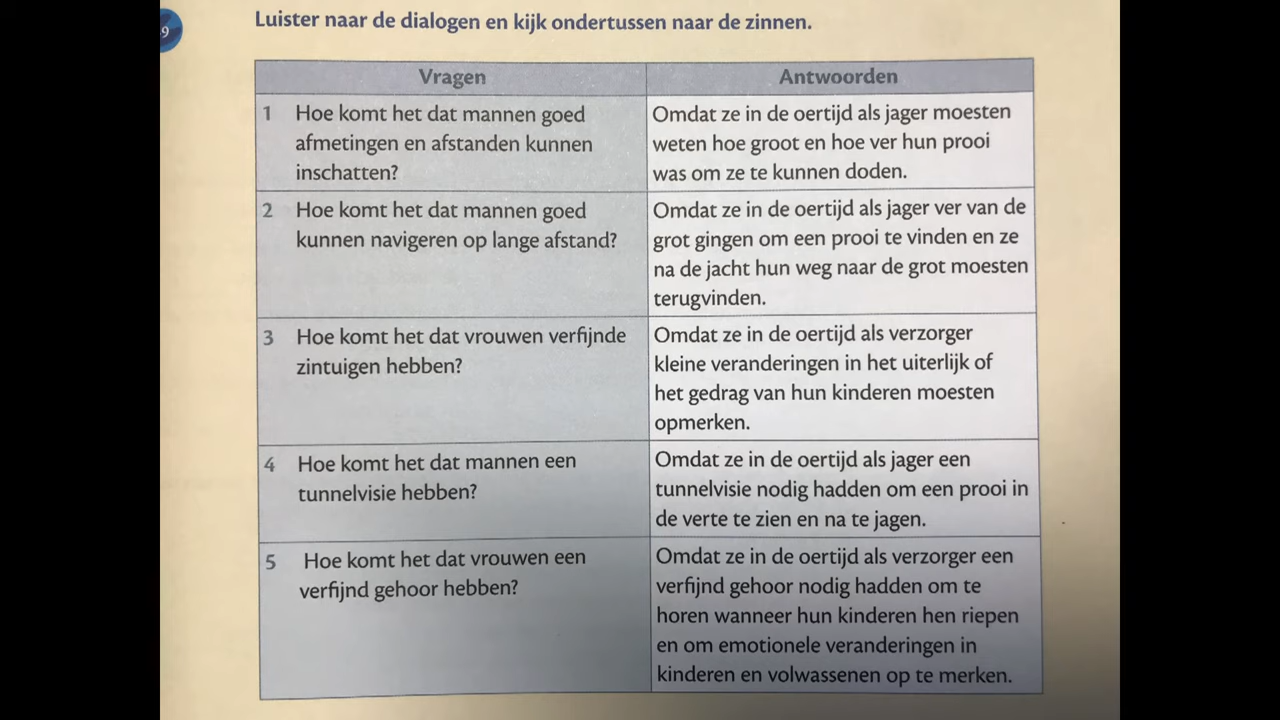 9
Luister naar de dialogen en kijk ondertussen naar de zinnen.
Vragen
Antwoorden
1 Hoe komt het dat mannen goed
afmetingen en afstanden kunnen
inschatten?
Omdat ze in de oertijd als jager moesten
weten hoe groot en hoe ver hun prooi
was om ze te kunnen doden.
2 Hoe komt het dat mannen goed
kunnen navigeren op lange afstand?
Omdat ze in de oertijd als jager ver van de
grot gingen om een prooi te vinden en ze
na de jacht hun weg naar de grot moesten
terugvinden.
3 Hoe komt het dat vrouwen verfijnde
zintuigen hebben?
Omdat ze in de oertijd als verzorger
kleine veranderingen in het uiterlijk of
het gedrag van hun kinderen moesten
opmerken.
4 Hoe komt het dat mannen een
tunnelvisie hebben?
Omdat ze in de oertijd als jager een
tunnelvisie nodig hadden om een prooi in
de verte te zien en na te jagen.
5 Hoe komt het dat vrouwen een
verfijnd gehoor hebben?
Omdat ze in de oertijd als verzorger een
verfijnd gehoor nodig hadden om te
horen wanneer hun kinderen hen riepen
en om emotionele veranderingen in
kinderen en volwassenen op te merken.